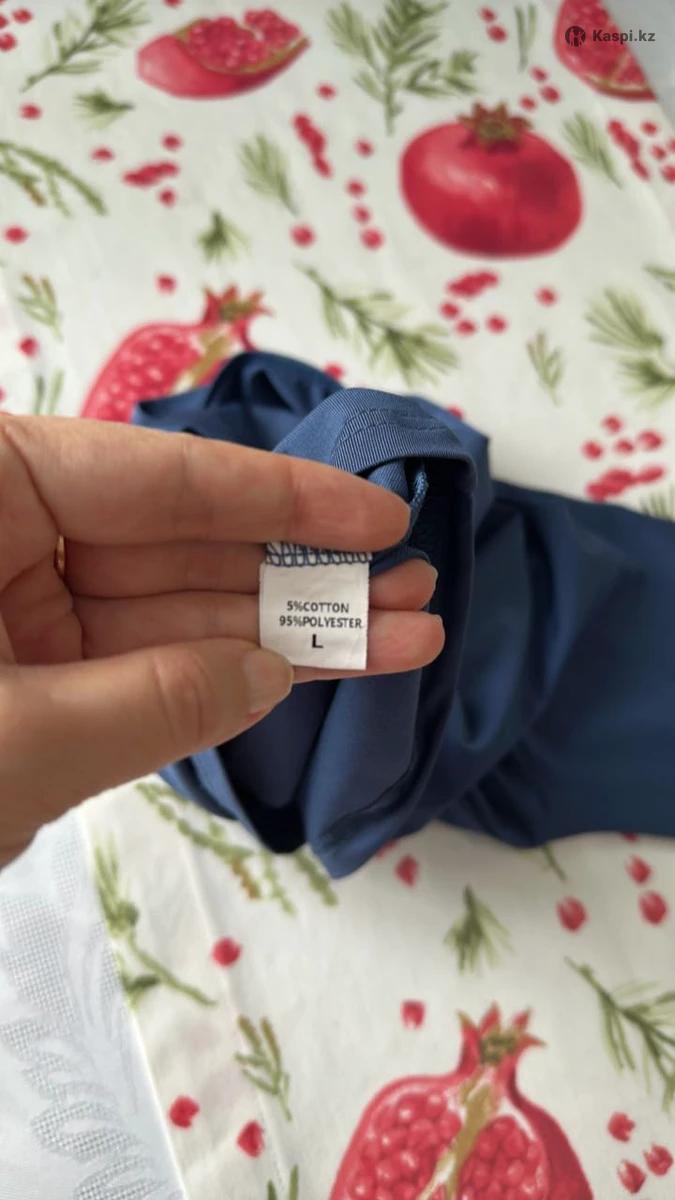 Kaspi.kz
5%COTTON
95%POLYESTER
L